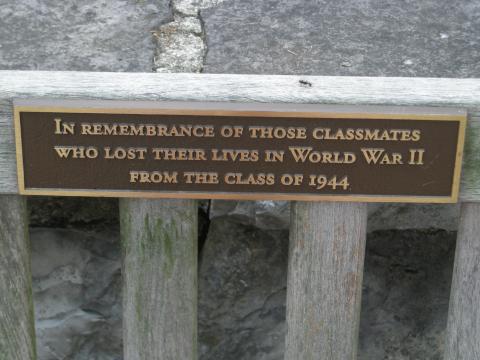 In remembrance of those classmates
who lost their lives in World War II
from the class of 1944